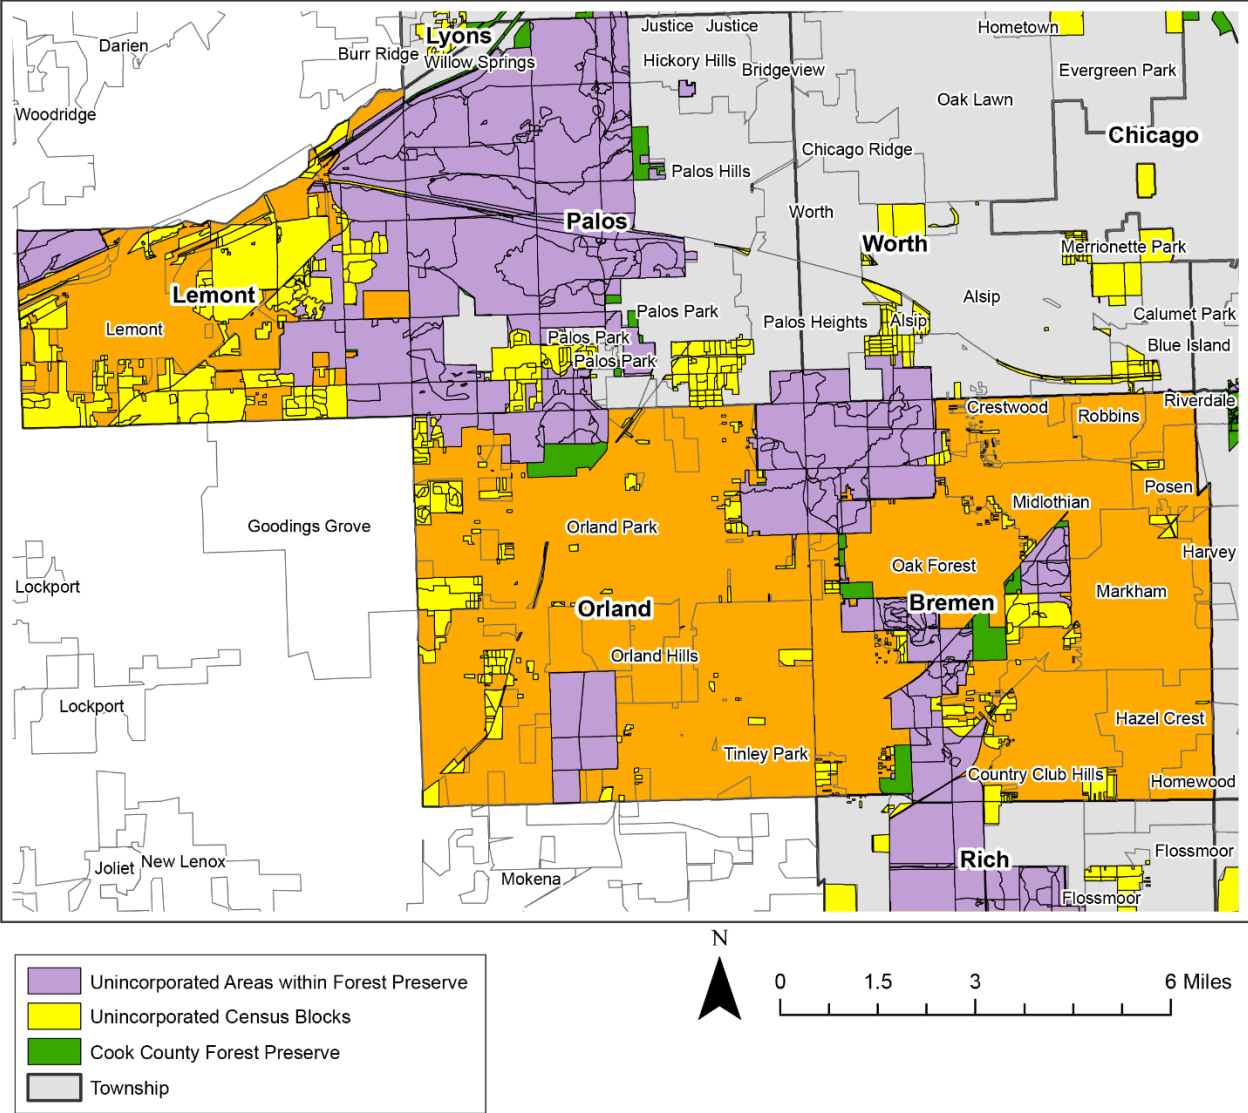 Justice Justice
Hometown
Darien
Lyons
Burr Ridge
Willow Springs
Hickory Hills
Bridgeview
Evergreen Park
Woodridge
Oak Lawn
Chicago
Chicago Ridge
Palos Hills
Palos
Worth
Worth
Merrionette Park
Lemont
Alsip
Lemont
Palos Park
Palos Heights
Alsip
Calumet Park
Palos Park
Blue Island
Palos Park
Riverdale
Crestwood
Robbins
Posen
Midlothian
Goodings Grove
Orland Park
Harvey
Oak Forest
Lockport
Markham
Orland
Bremen
Orland Hills
Lockport
Hazel Crest
Tinley Park
Country Club Hills
Homewood
Joliet
New Lenox
Rich
Flossmoor
Mokena
Flossmoor
N
0 1.5 3 6 Miles
Unincorporated Areas within Forest Preserve
Unincorporated Census Blocks
Cook County Forest Preserve
Township